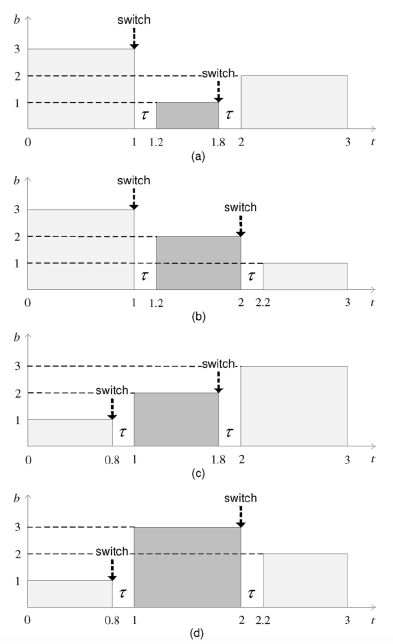 b
switch
3
switch
2
1
τ
τ
0 1 1.2 1.8 2 3 t
(a)
b
switch
switch
3
2
1
τ
τ
0 1 1.2 2 2.2 3 t
(b)
b
switch
3
switch
2
1
τ
τ
0 0.8 1 1.8 2 3 t
(c)
b
switch
3
switch
2
1
τ
τ
0 0.8 1 2 2.2 3 t
(d)